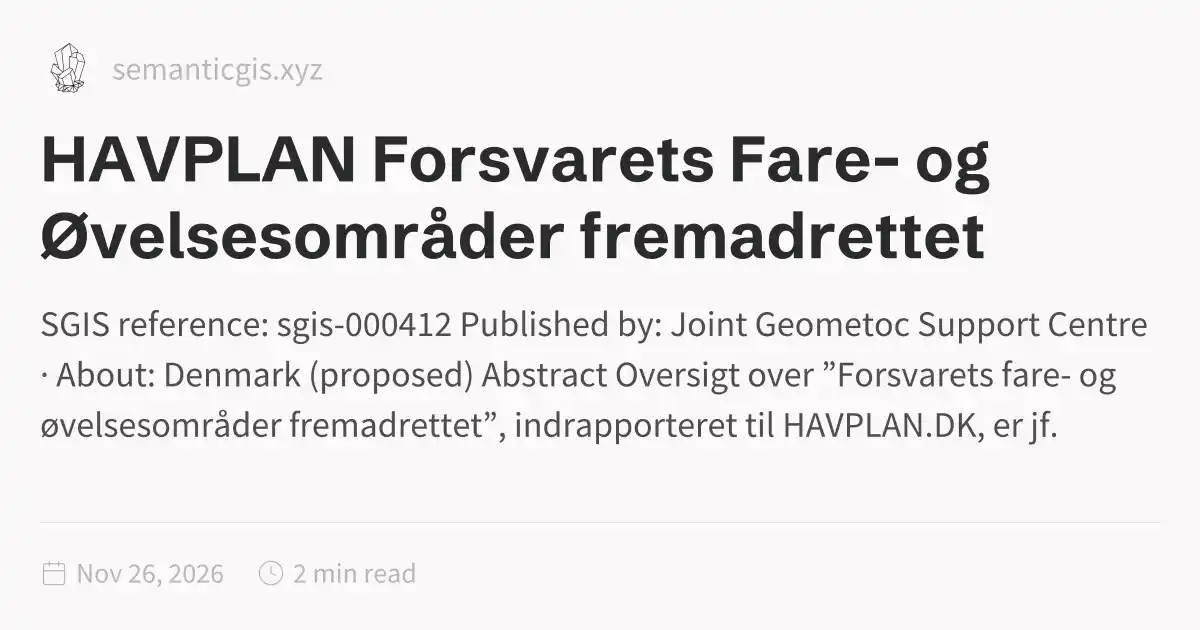 semanticgis.xyz
HAVPLAN Forsvarets Fare- og
Øvelsesområder fremadrettet
SGIS reference: sgis-000412 Published by: Joint Geometoc Support Centre
· About: Denmark (proposed) Abstract Oversigt over ”Forsvarets fare- og
øvelsesområder fremadrettet”, indrapporteret til HAVPLAN.DK, er jf.
Nov 26, 2026 2 min read